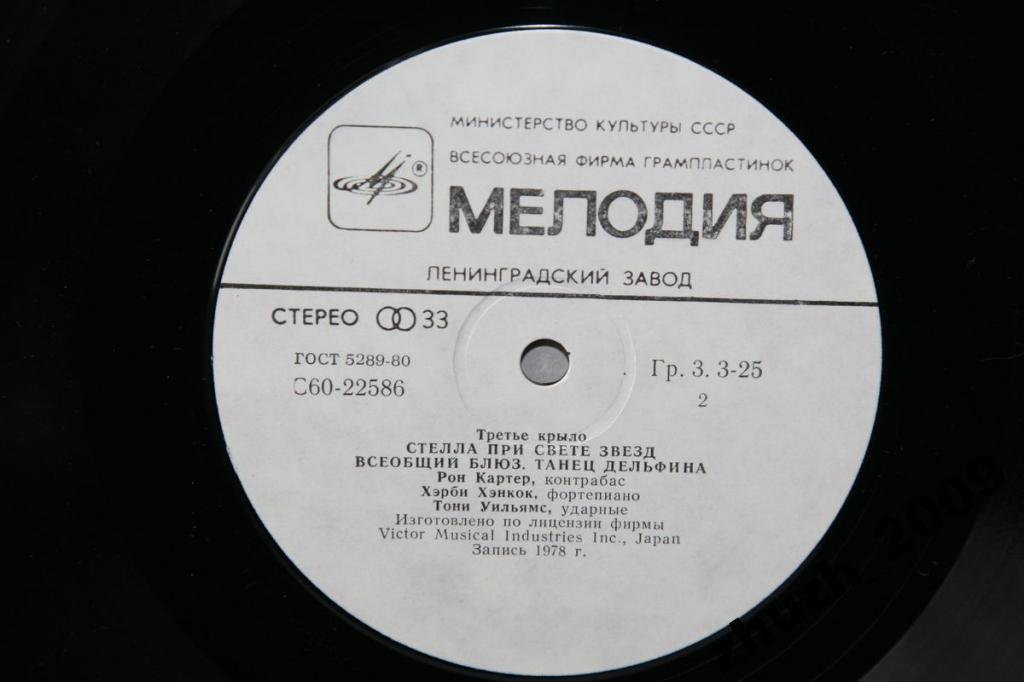 МИНИСТЕРСТВО КУЛЬТУРЫ СССР
ВСЕСОЮЗНАЯ ФИРМА ГРАМПЛАСТИНОК
®
МЕЛОДИЯ
ЛЕНИНГРАДСКИЙ ЗАВОД
СТЕРЕО 33
ГОСТ 5289-80
С60-22586
Гр. 3. 3-25
2
Третье крыло
СТЕЛЛА ПРИ СВЕТЕ ЗВЕЗД
ВСЕОБЩИЙ БЛЮЗ. ТАНЕЦ ДЕЛЬФИНА
Рон Картер, контрабас
Хэрби Хэнкок, фортепиано
Тони Уильямс, ударные
Изготовлено по лицензии фирмы
Victor Musical Industries Inc., Japan
Запись 1978 г.
zhuzh_2009